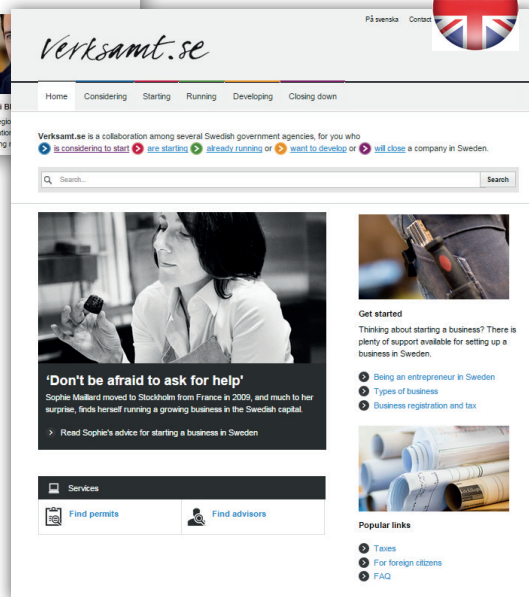 På svenska Contact
Verksamt.se
Home Considering Starting Running Developing Closing down
Verksamt.se is a collaboration among several Swedish government agencies, for you who
is considering to start are starting already running or want to develop or will close a company in Sweden.
Search... Search
'Don't be afraid to ask for help'
Sophie Maillard moved to Stockholm from France in 2009, and much to her
surprise, finds herself running a growing business in the Swedish capital.
Read Sophie's advice for starting a business in Sweden
Services
Find permits Find advisors
Get started
Thinking about starting a business? There is
plenty of support available for setting up a
business in Sweden.
Being an entrepreneur in Sweden
Types of business
Business registration and tax
Popular links
Taxes
For foreign citizens
FAQ